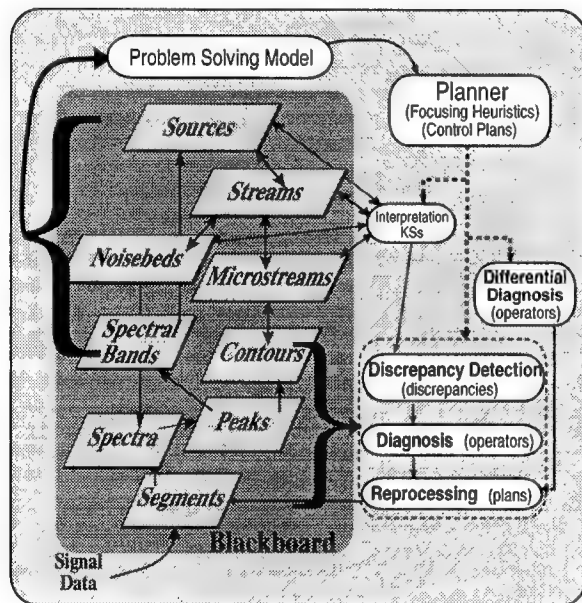 Problem Solving Model
Planner
(Focusing Heuristics)
(Control Plans)
Sources
Streams
Interpretation
KSs
Noisebeds
Microstreams
Differential
Diagnosis
(operators)
Spectral
Bands
Contours
Discrepancy Detection
(discrepancies)
Spectra
Peaks
Diagnosis (operators)
Segments
Reprocessing (plans)
Blackboard
Signal
Data